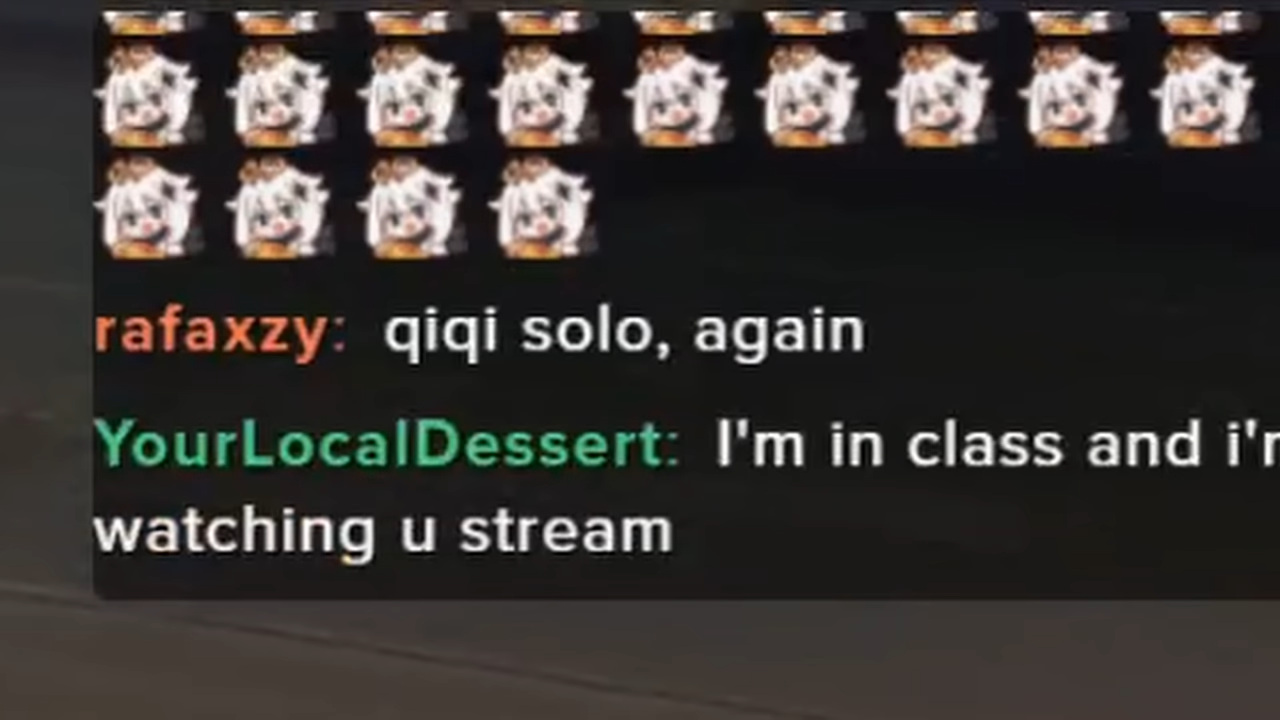 rafaxzy: qiqi solo, again
YourLocalDessert: I'm in class and
watching u stream